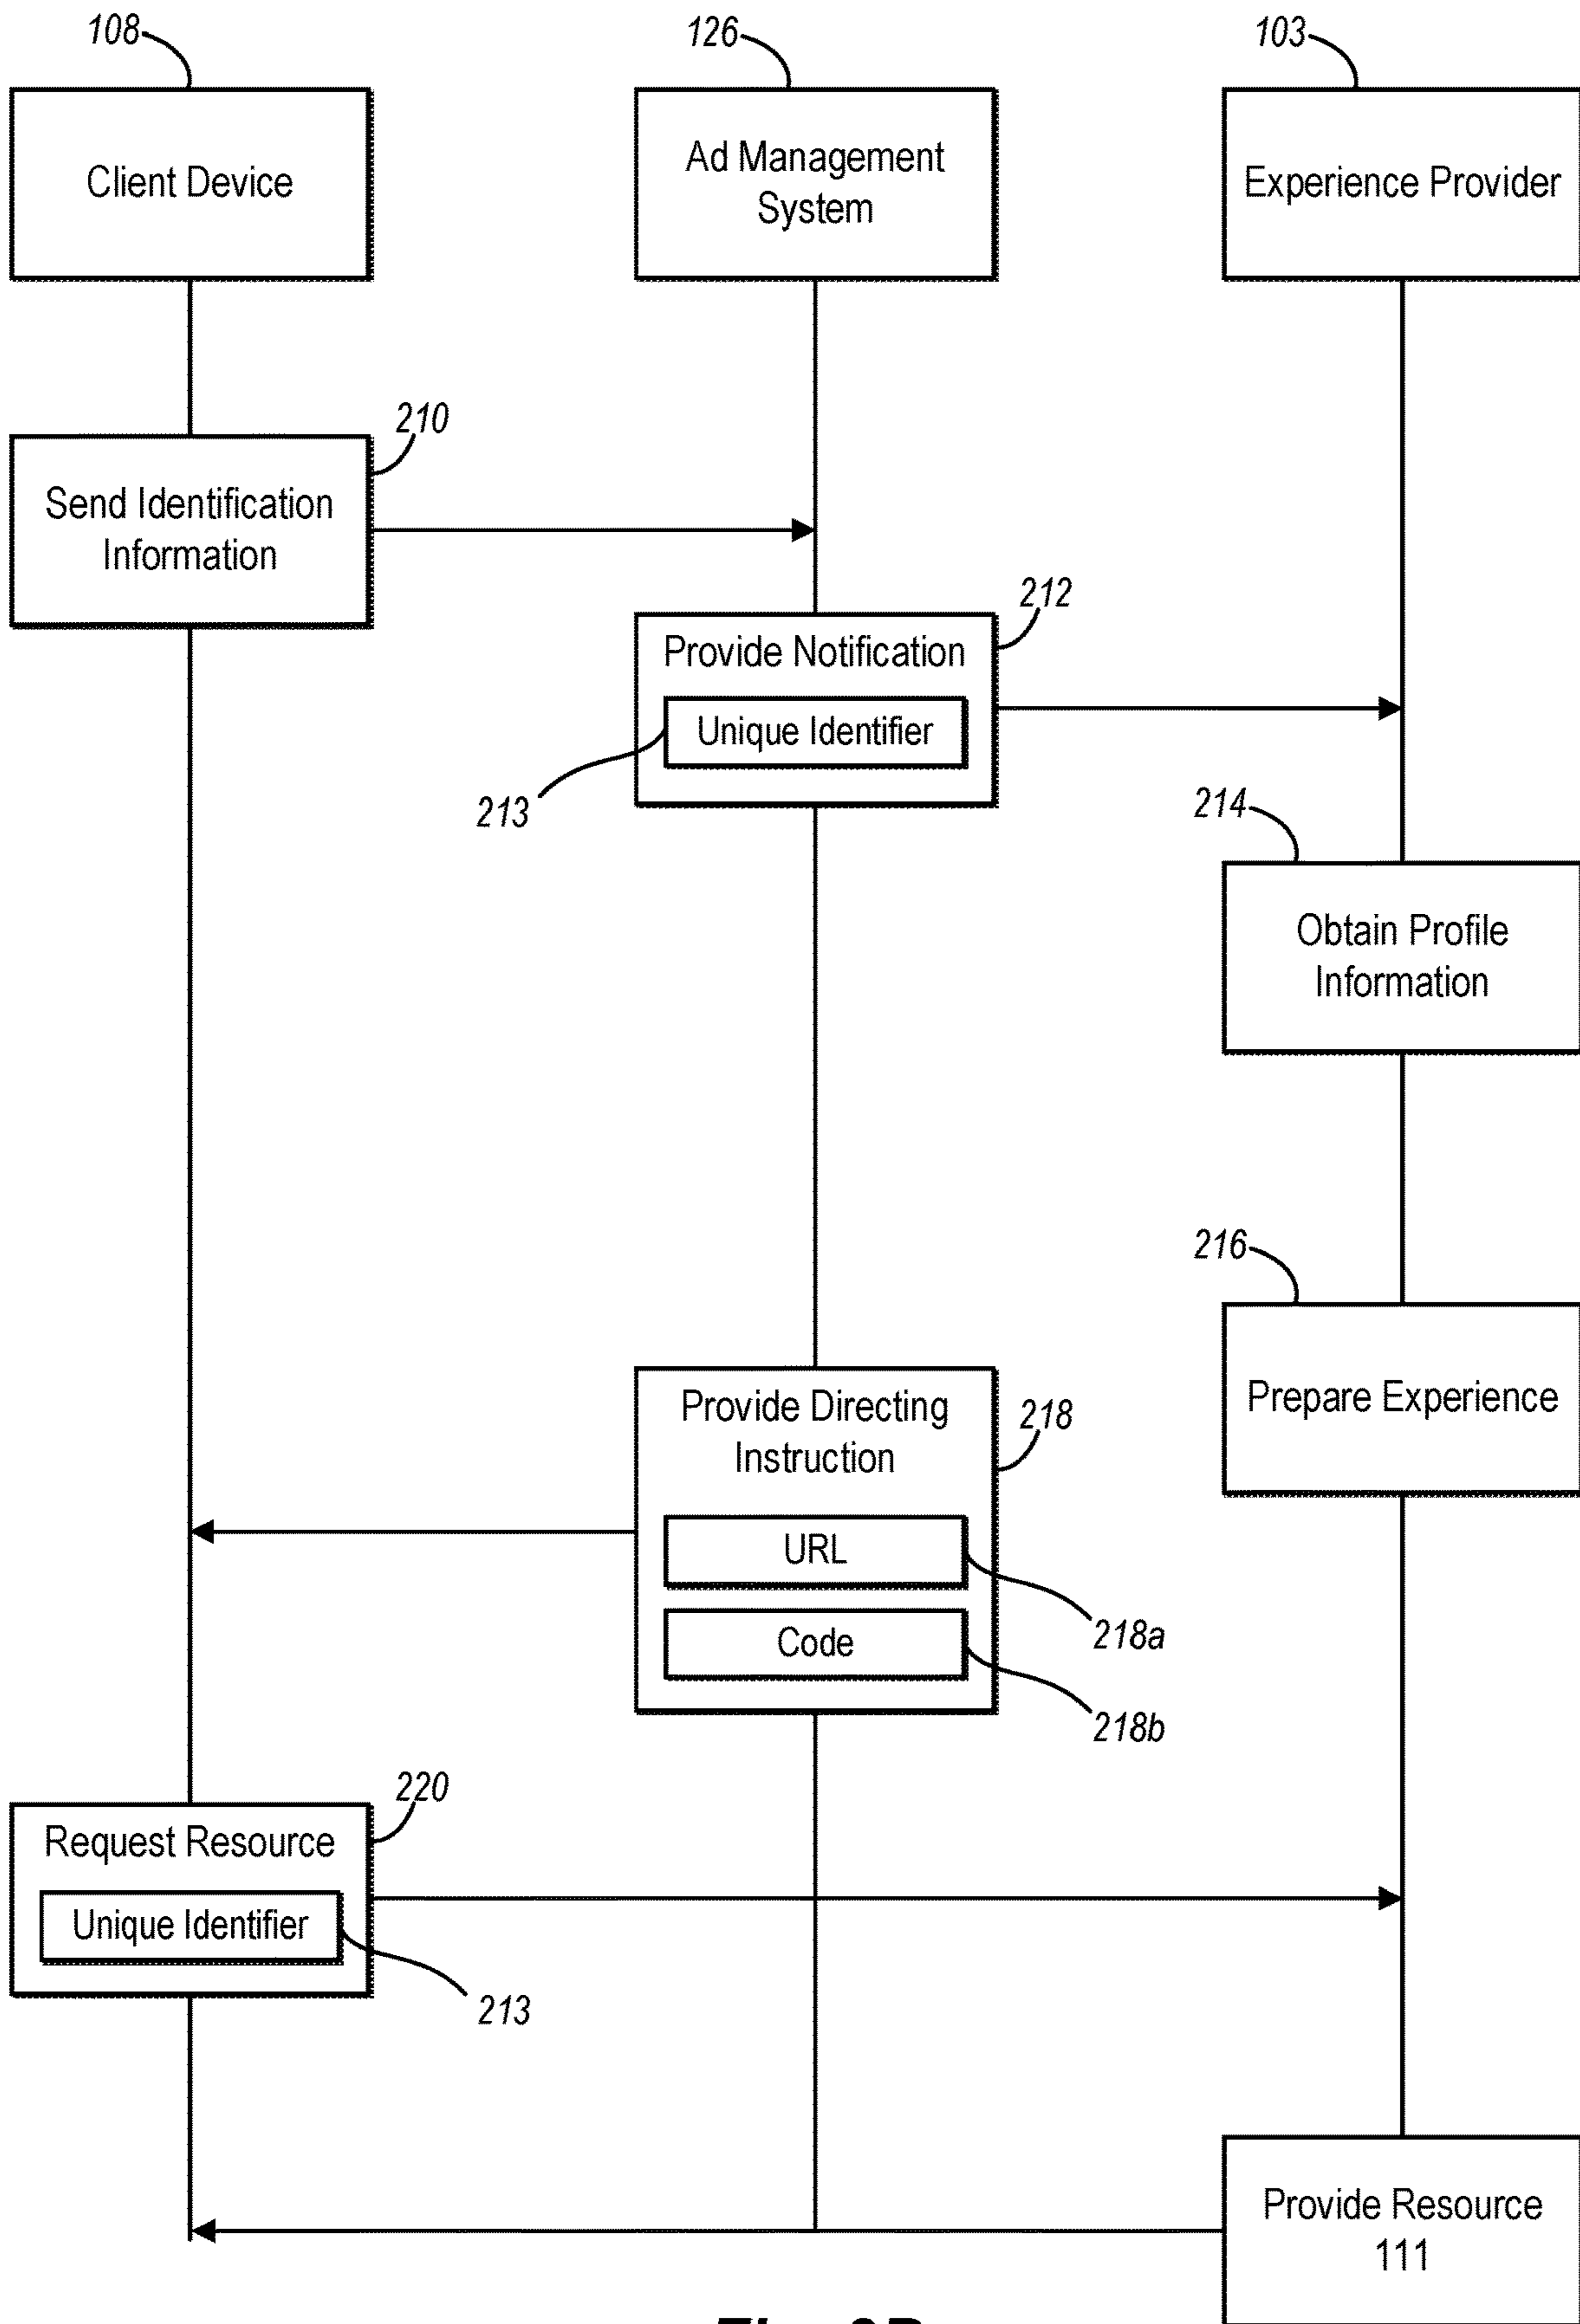 108
126
103
Client Device
Ad Management
System
Experience Provider
210
Send Identification
Information
212
Provide Notification
Unique Identifier
213
214
Obtain Profile
Information
216
Prepare Experience
Provide Directing
Instruction
218
URL
218a
Code
218b
220
Request Resource
Unique Identifier
213
Provide Resource
111